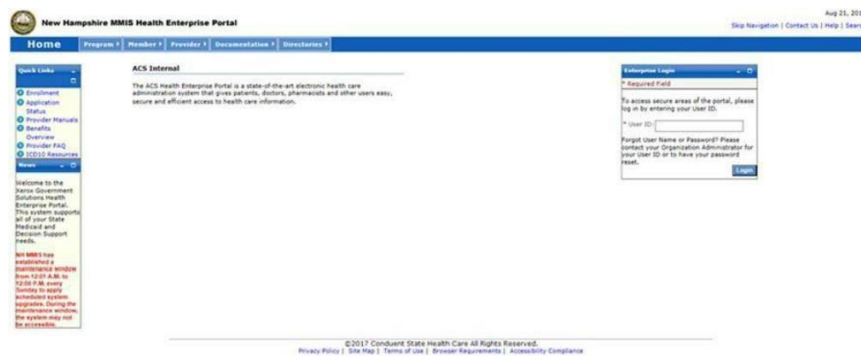 New Hampshire MMIS Health Enterprise Portal
Aug 21, 201
Skip Navigation | Contact Us | Help | Sear
Home
Program
Member
Provider
Documentation
Directories
Quick Links
Enrollment
Application
Status
Provider Manuals
Benefits
Overview
Provider FAQ
ICD10 Resources
News
Welcome to the
Xerox Government
Solutions Health
Enterprise Portal.
This system supports
all of your State
Medicaid and
Decision Support
needs.
NH MMIS has
established a
maintenance window
from 12:01 A.M. to
12:00 P.M. every
Sunday to apply
scheduled system
upgrades. During the
maintenance window,
the system may not
be accessible.
ACS Internal
The ACS Health Enterprise Portal is a state-of-the-art electronic health care
administration system that gives patients, doctors, pharmacists and other users easy,
secure and efficient access to health care information.
Enterprise Login
* Required Field
To access secure areas of the portal, please
log in by entering your User ID.
* User ID:
Forgot User Name or Password? Please
contact your Organization Administrator for
your User ID or to have your password
reset.
Login
©2017 Conduent State Health Care All Rights Reserved.
Privacy Policy | Site Map | Terms of Use | Browser Requirements | Accessibility Compliance